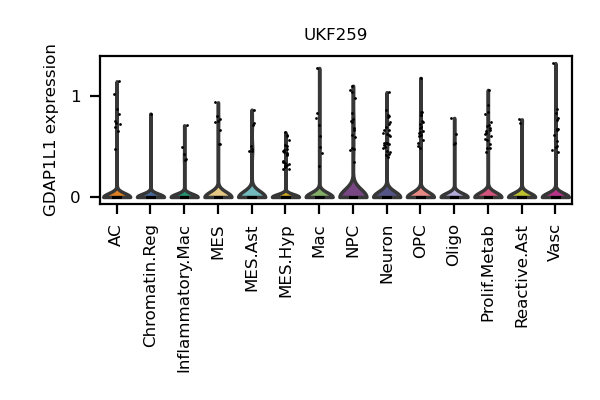 UKF259
GDAP1L1 expression
1
0
AC
Chromatin.Reg
Inflammatory.Mac
MES
MES.Ast
MES.Hyp
Mac
NPC
Neuron
OPC
Oligo
Prolif.Metab
Reactive.Ast
Vasc